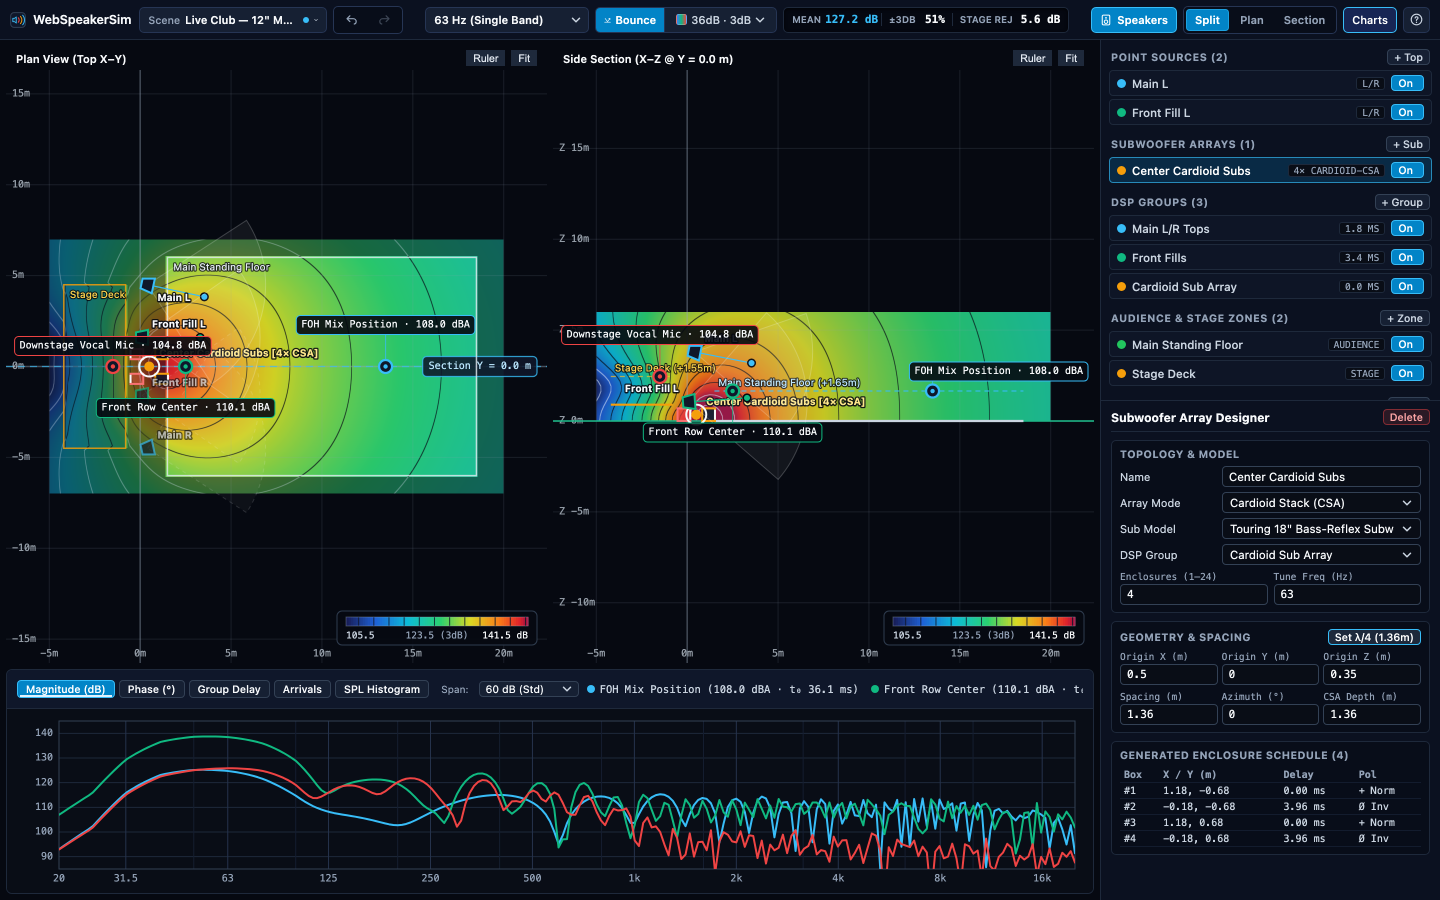 WebSpeakerSim
Scene Live Club — 12" M...
63 Hz (Single Band)
Bounce
36dB · 3dB
MEAN 127.2 dB
±3DB 51%
STAGE REJ 5.6 dB
Speakers
Split
Plan
Section
Charts
Plan View (Top X–Y)
Ruler
Fit
15m
10m
5m
0m
−5m
−10m
−15m
−5m
0m
5m
10m
15m
20m
Main Standing Floor
Stage Deck
Main L
Front Fill L
FOH Mix Position · 108.0 dBA
Downstage Vocal Mic · 104.8 dBA
Cardioid Subs [4× CSA]
Section Y = 0.0 m
Front Fill R
Front Row Center · 110.1 dBA
Main R
105.5
123.5 (3dB)
141.5 dB
Side Section (X–Z @ Y = 0.0 m)
Ruler
Fit
Z 15m
Z 10m
Z 0m
Z −5m
Z −10m
−5m
0m
5m
10m
15m
20m
Downstage Vocal Mic · 104.8 dBA
Stage Deck (+1.55m)
FOH Mix Position · 108.0 dBA
Main Standing Floor (+1.65m)
Front Fill L
Center Cardioid Subs [4× CSA]
Front Row Center · 110.1 dBA
105.5
123.5 (3dB)
141.5 dB
Magnitude (dB)
Phase (°)
Group Delay
Arrivals
SPL Histogram
Span:
60 dB (Std)
FOH Mix Position (108.0 dBA · t₀ 36.1 ms)
Front Row Center (110.1 dBA · t₀
140
130
120
110
100
90
20
31.5
63
125
250
500
1k
2k
4k
8k
16k
POINT SOURCES (2)
+ Top
Main L
L/R
On
Front Fill L
L/R
On
SUBWOOFER ARRAYS (1)
+ Sub
Center Cardioid Subs
4× CARDIOID-CSA
On
DSP GROUPS (3)
+ Group
Main L/R Tops
1.8 MS
On
Front Fills
3.4 MS
On
Cardioid Sub Array
0.0 MS
On
AUDIENCE & STAGE ZONES (2)
+ Zone
Main Standing Floor
AUDIENCE
On
Stage Deck
STAGE
On
Subwoofer Array Designer
Delete
TOPOLOGY & MODEL
Name
Center Cardioid Subs
Array Mode
Cardioid Stack (CSA)
Sub Model
Touring 18" Bass-Reflex Subw
DSP Group
Cardioid Sub Array
Enclosures (1–24)
Tune Freq (Hz)
4
63
GEOMETRY & SPACING
Set λ/4 (1.36m)
Origin X (m)
Origin Y (m)
Origin Z (m)
0.5
0
0.35
Spacing (m)
Azimuth (°)
CSA Depth (m)
1.36
0
1.36
GENERATED ENCLOSURE SCHEDULE (4)
Box X / Y (m) Delay Pol
#1 1.18, −0.68 0.00 ms + Norm
#2 −0.18, −0.68 3.96 ms Ø Inv
#3 1.18, 0.68 0.00 ms + Norm
#4 −0.18, 0.68 3.96 ms Ø Inv